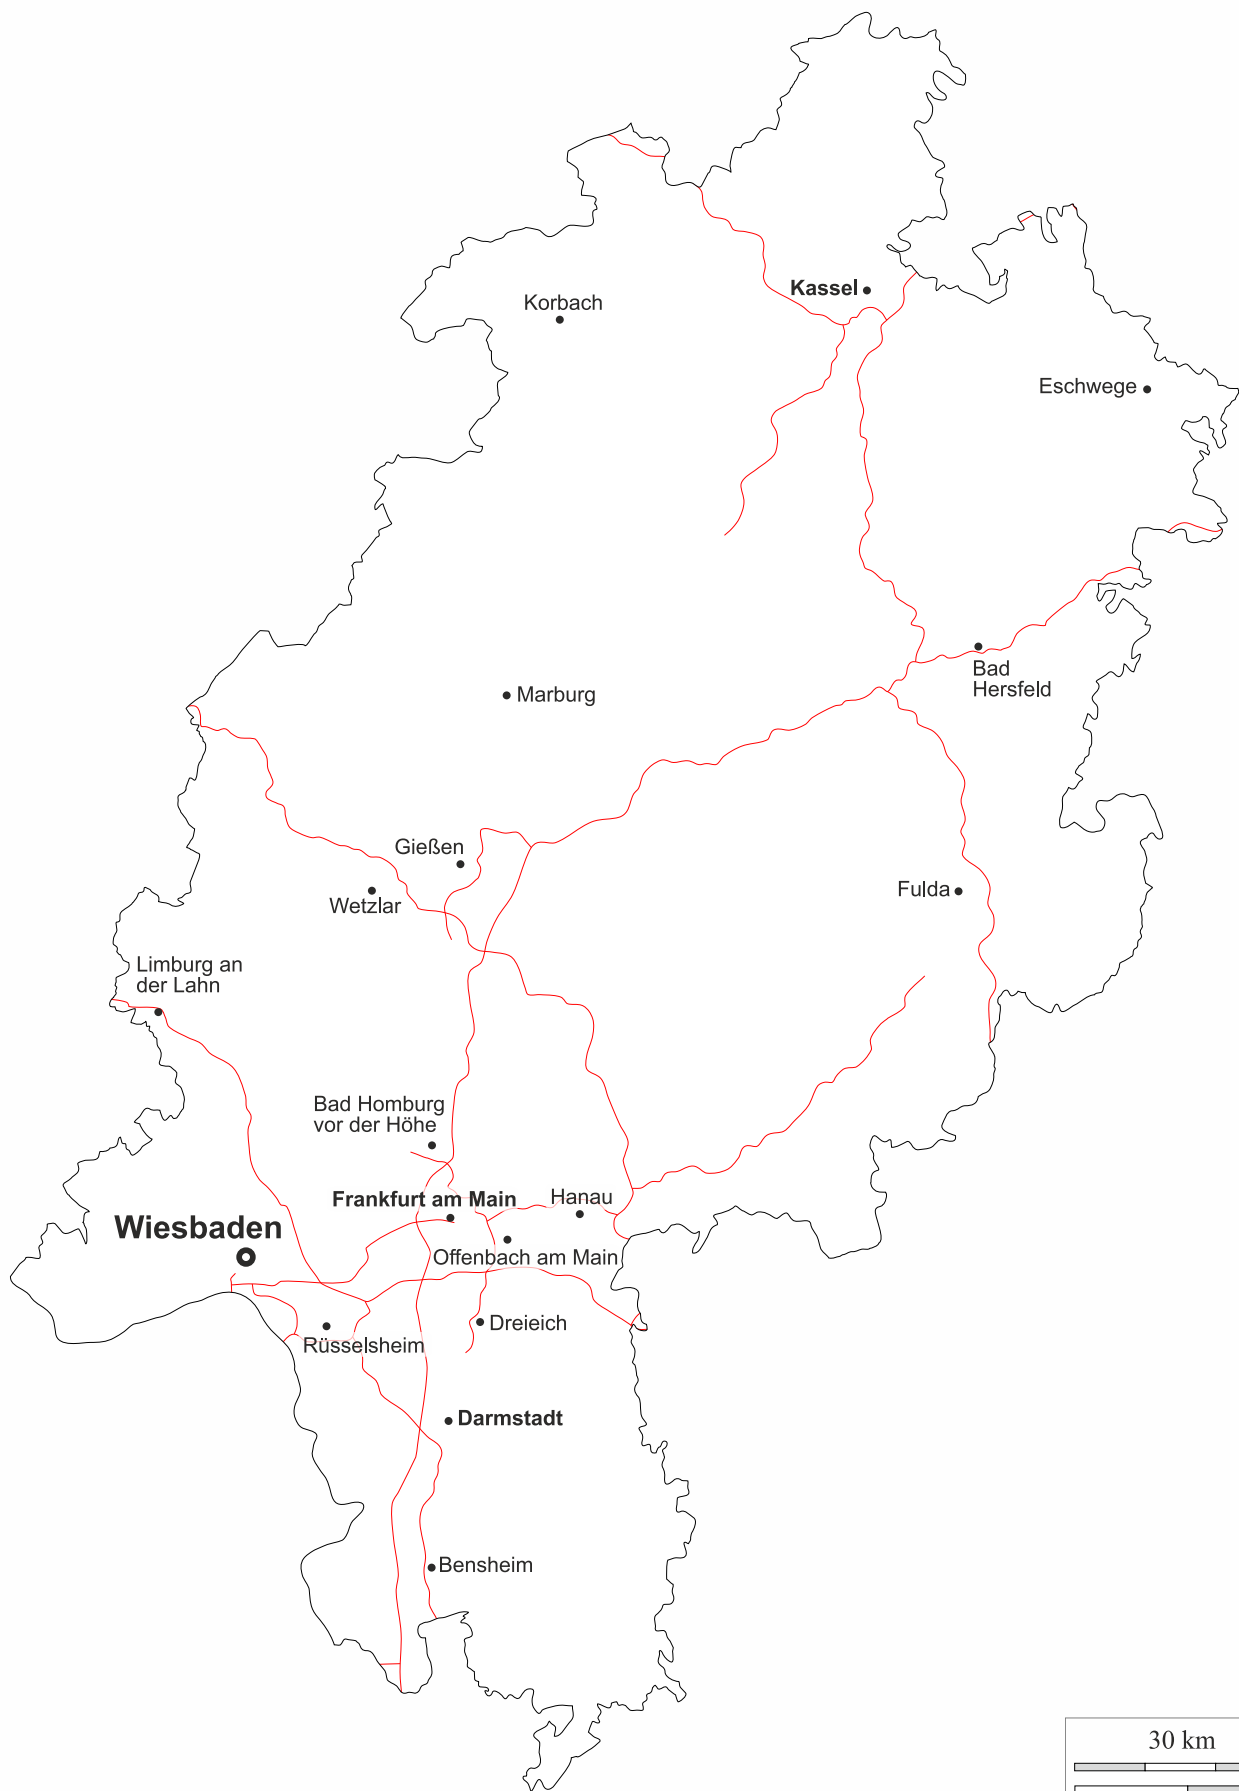 Kassel
Korbach
Eschwege
Bad
Hersfeld
Marburg
Gießen
Wetzlar
Fulda
Limburg an
der Lahn
Bad Homburg
vor der Höhe
Frankfurt am Main
Hanau
Wiesbaden
Offenbach am Main
Dreieich
Rüsselsheim
Darmstadt
Bensheim
30 km